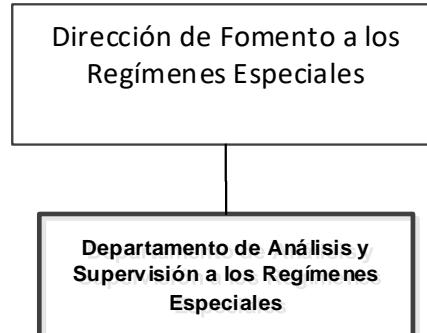 Dirección de Fomento a los
Regímenes Especiales
Departamento de Análisis y
Supervisión a los Regímenes
Especiales